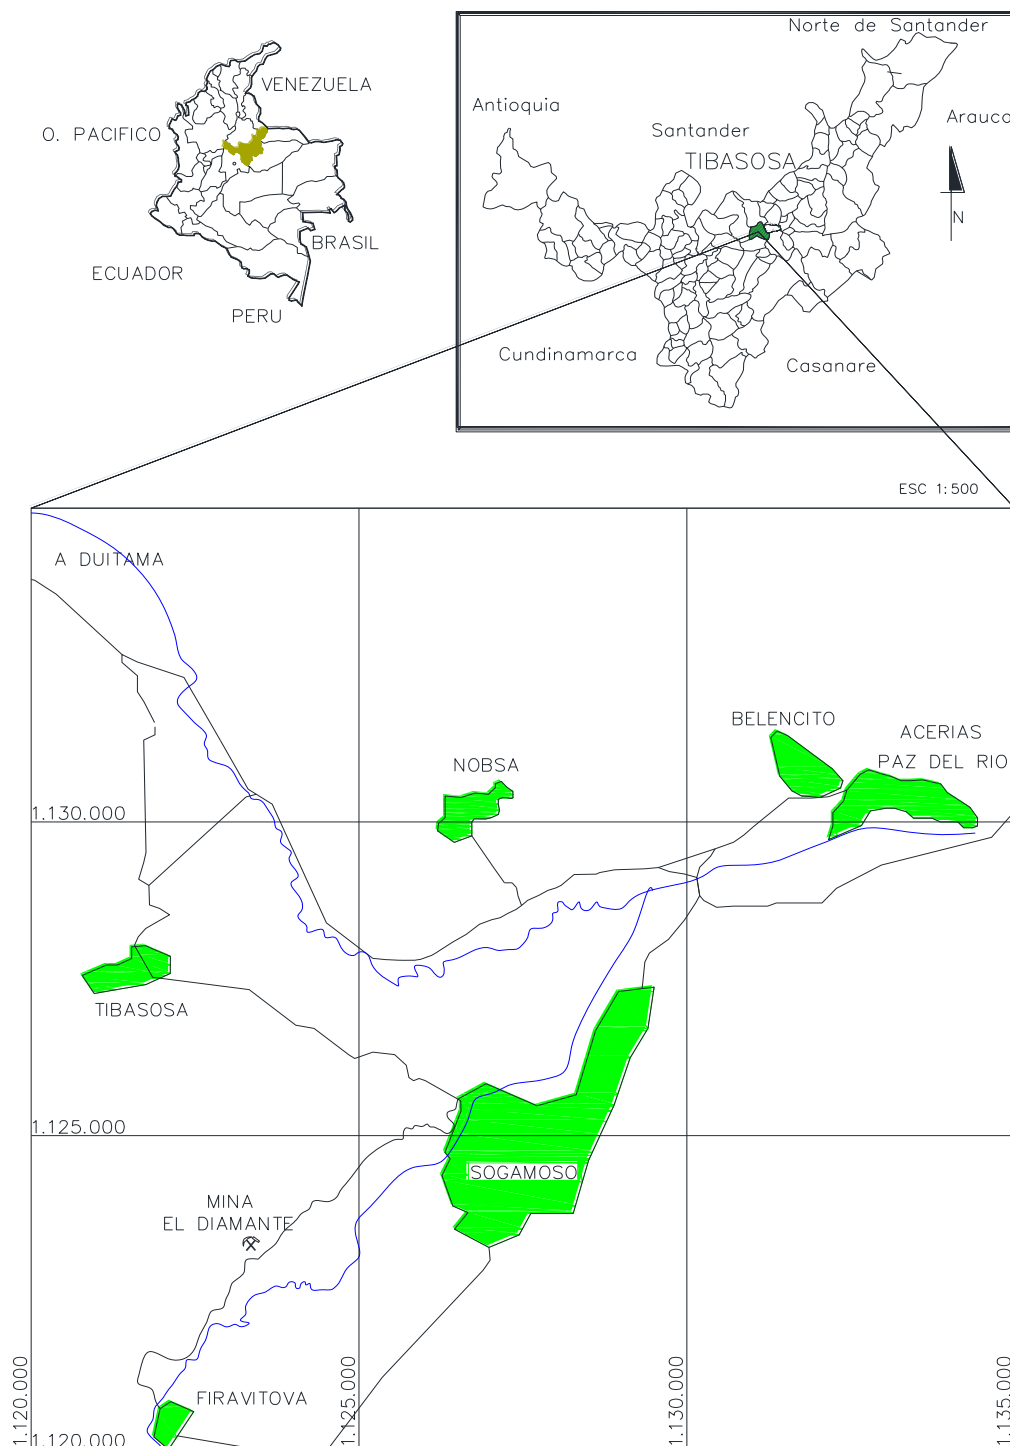 Norte de Santander
VENEZUELA
Antioquia
Arauca
O. PACIFICO
Santander
TIBASOSA
N
BRASIL
ECUADOR
PERU
Cundinamarca
Casanare
ESC 1:500
A DUITAMA
BELENCITO
ACERIAS
PAZ DEL RIO
NOBSA
1.130.000
TIBASOSA
1.125.000
SOGAMOSO
MINA
EL DIAMANTE
FIRAVITOVA
1.120.000
1.120.000
1.125.000
1.130.000
1.135.000